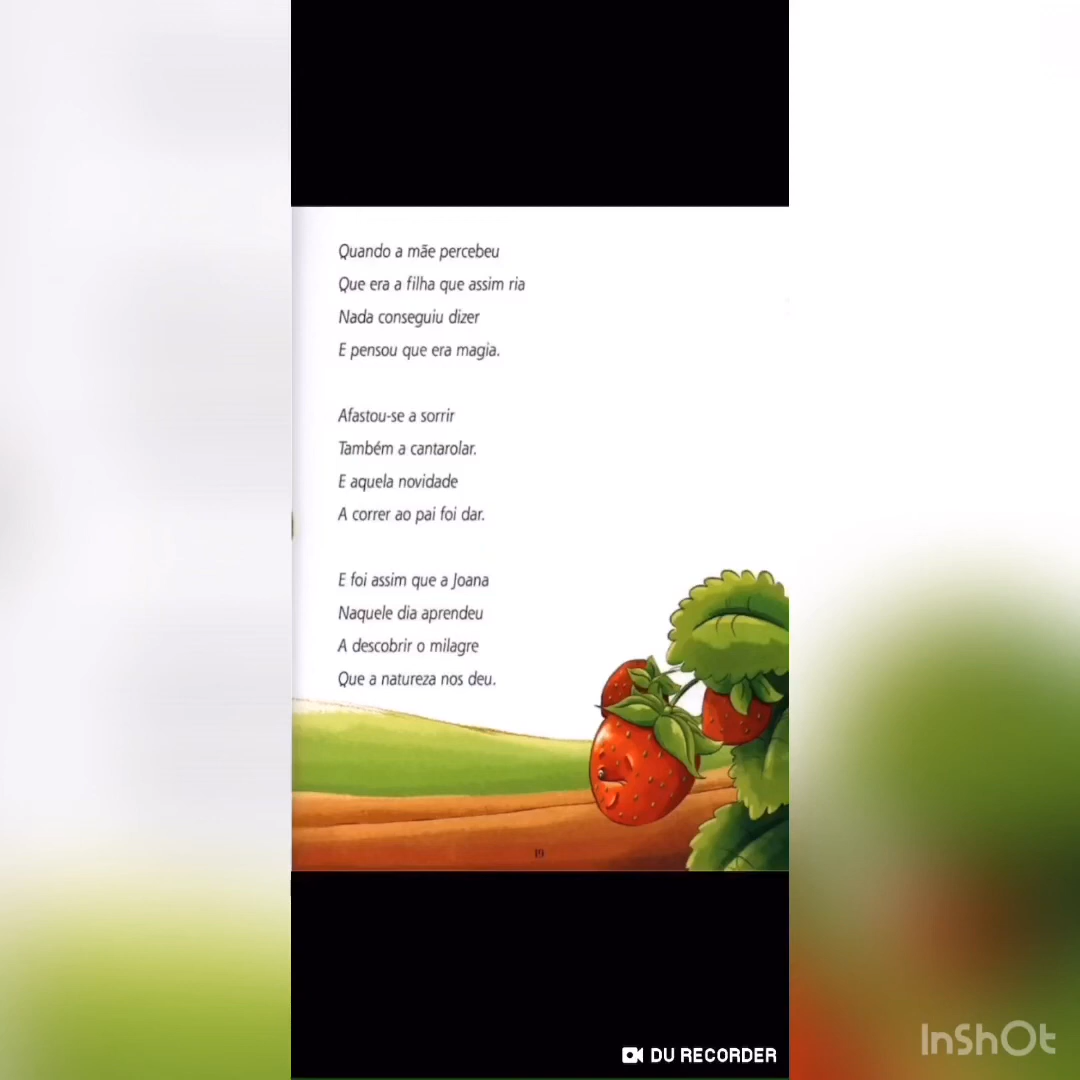 Quando a mãe percebeu
Que era a filha que assim ria
Nada conseguiu dizer
E pensou que era magia.
Afastou-se a sorrir
Também a cantarolar.
E aquela novidade
A correr ao pai foi dar.
E foi assim que a Joana
Naquele dia aprendeu
A descobrir o milagre
Que a natureza nos deu.
19
DU RECORDER
InShOt